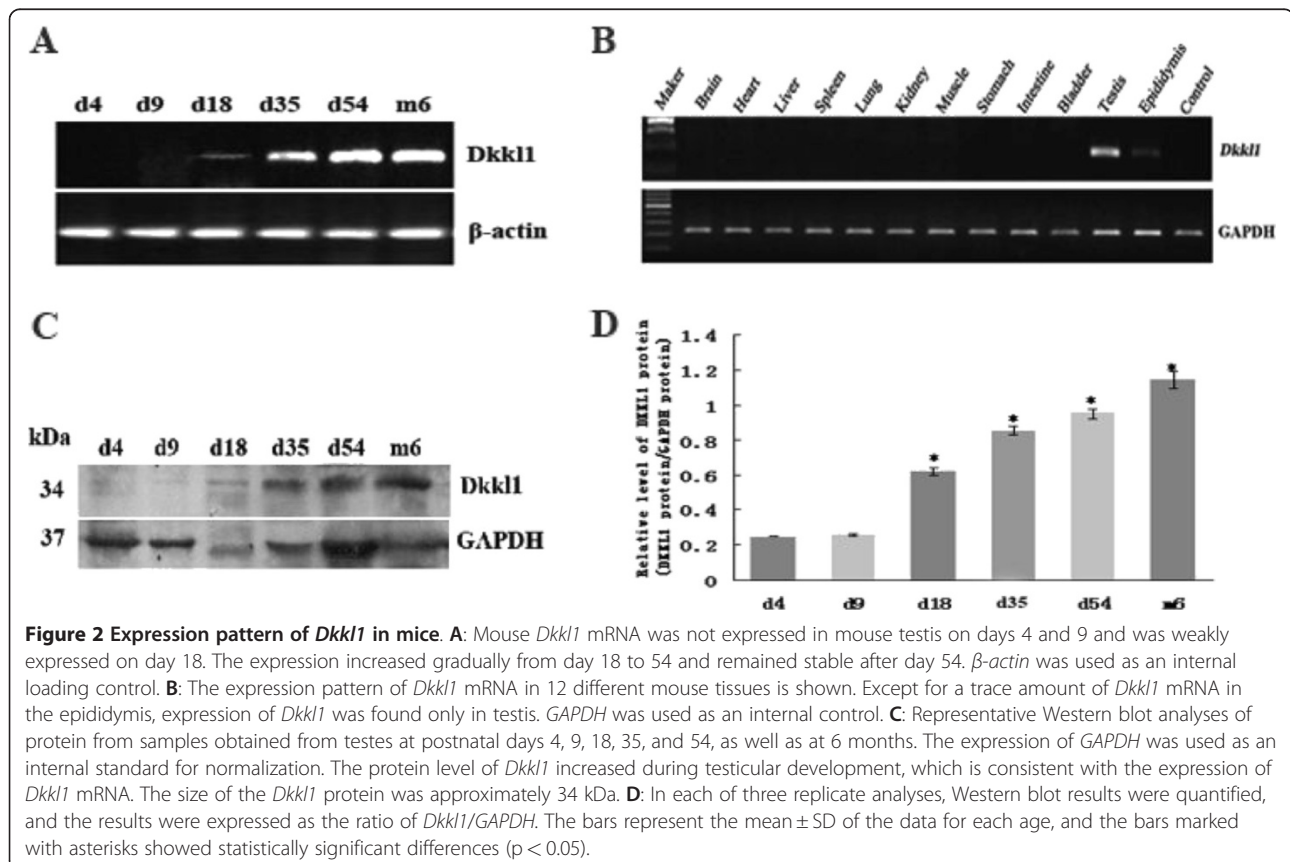 A
d4 d9 d18 d35 d54 m6
Dkkl1
β-actin
B
Maker Brain Heart Liver Spleen Lung Kidney Muscle Stomach Intestine Bladder Testis Epididymis Control
Dkkl1
GAPDH
C
kDa d4 d9 d18 d35 d54 m6
34 Dkkl1
37 GAPDH
D
Relative level of DKKL1 protein
(DKKL1 protein/GAPDH protein)
1.4
1.2
1
0.8
0.6
0.4
0.2
0
* * * *
d4 d9 d18 d35 d54 m6
Figure 2 Expression pattern of Dkkl1 in mice. A: Mouse Dkkl1 mRNA was not expressed in mouse testis on days 4 and 9 and was weakly
expressed on day 18. The expression increased gradually from day 18 to 54 and remained stable after day 54. β-actin was used as an internal
loading control. B: The expression pattern of Dkkl1 mRNA in 12 different mouse tissues is shown. Except for a trace amount of Dkkl1 mRNA in
the epididymis, expression of Dkkl1 was found only in testis. GAPDH was used as an internal control. C: Representative Western blot analyses of
protein from samples obtained from testes at postnatal days 4, 9, 18, 35, and 54, as well as at 6 months. The expression of GAPDH was used as an
internal standard for normalization. The protein level of Dkkl1 increased during testicular development, which is consistent with the expression of
Dkkl1 mRNA. The size of the Dkkl1 protein was approximately 34 kDa. D: In each of three replicate analyses, Western blot results were quantified,
and the results were expressed as the ratio of Dkkl1/GAPDH. The bars represent the mean ± SD of the data for each age, and the bars marked
with asterisks showed statistically significant differences (p < 0.05).